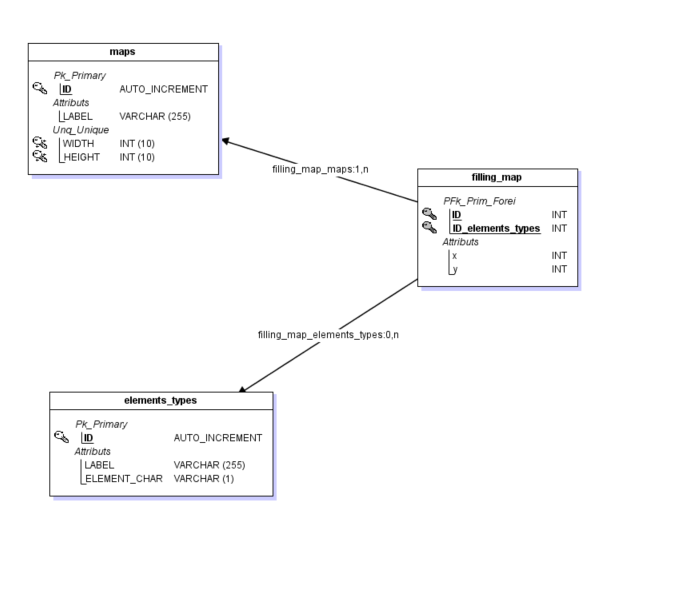 maps
Pk_Primary
ID AUTO_INCREMENT
Attributs
LABEL VARCHAR (255)
Unq_Unique
WIDTH INT (10)
HEIGHT INT (10)
filling_map_maps:1,n
filling_map
PFk_Prim_Forei
ID INT
ID_elements_types INT
Attributs
x INT
y INT
filling_map_elements_types:0,n
elements_types
Pk_Primary
ID AUTO_INCREMENT
Attributs
LABEL VARCHAR (255)
ELEMENT_CHAR VARCHAR (1)